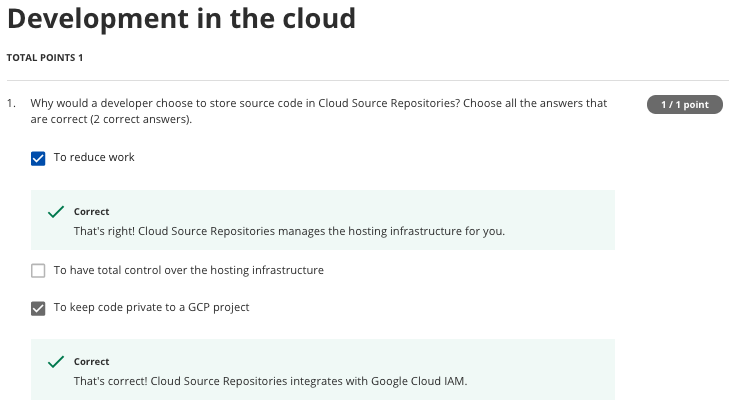 Development in the cloud
TOTAL POINTS 1
1. Why would a developer choose to store source code in Cloud Source Repositories? Choose all the answers that
are correct (2 correct answers).
1 / 1 point
To reduce work
Correct
That's right! Cloud Source Repositories manages the hosting infrastructure for you.
To have total control over the hosting infrastructure
To keep code private to a GCP project
Correct
That's correct! Cloud Source Repositories integrates with Google Cloud IAM.